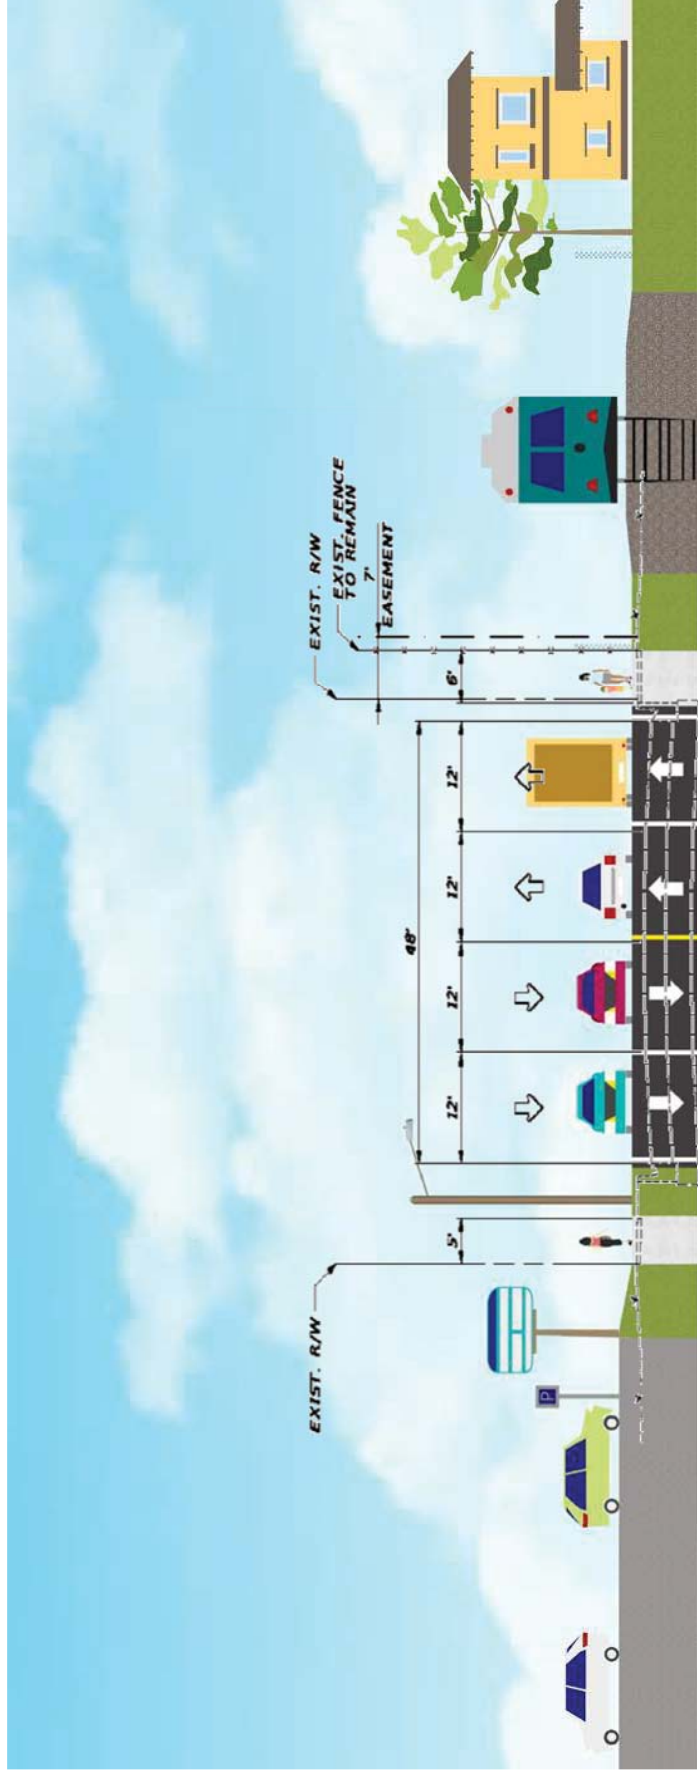 EXIST. R/W
P
5'
48'
12'
12'
12'
12'
6'
EXIST. R/W
EXIST. FENCE
TO REMAIN
7'
EASEMENT